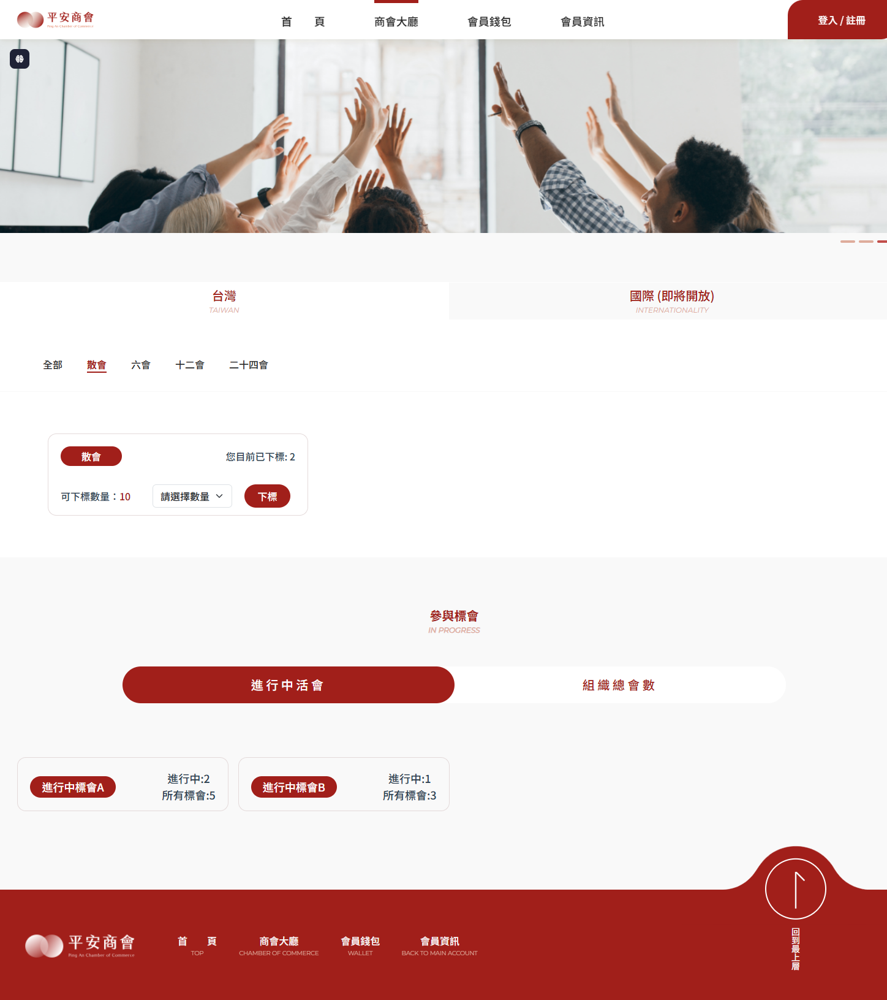 平安商會
Ping An Chamber of Commerce
首 頁
商會大廳
會員錢包
會員資訊
登入 / 註冊
台灣
TAIWAN
國際 (即將開放)
INTERNATIONALITY
全部
散會
六會
十二會
二十四會
散會
您目前已下標: 2
可下標數量：10
請選擇數量
下標
參與標會
IN PROGRESS
進行中活會
組織總會數
進行中標會A
進行中:2
所有標會:5
進行中標會B
進行中:1
所有標會:3
平安商會
Ping An Chamber of Commerce
首 頁
TOP
商會大廳
CHAMBER OF COMMERCE
會員錢包
WALLET
會員資訊
BACK TO MAIN ACCOUNT
回到最上層